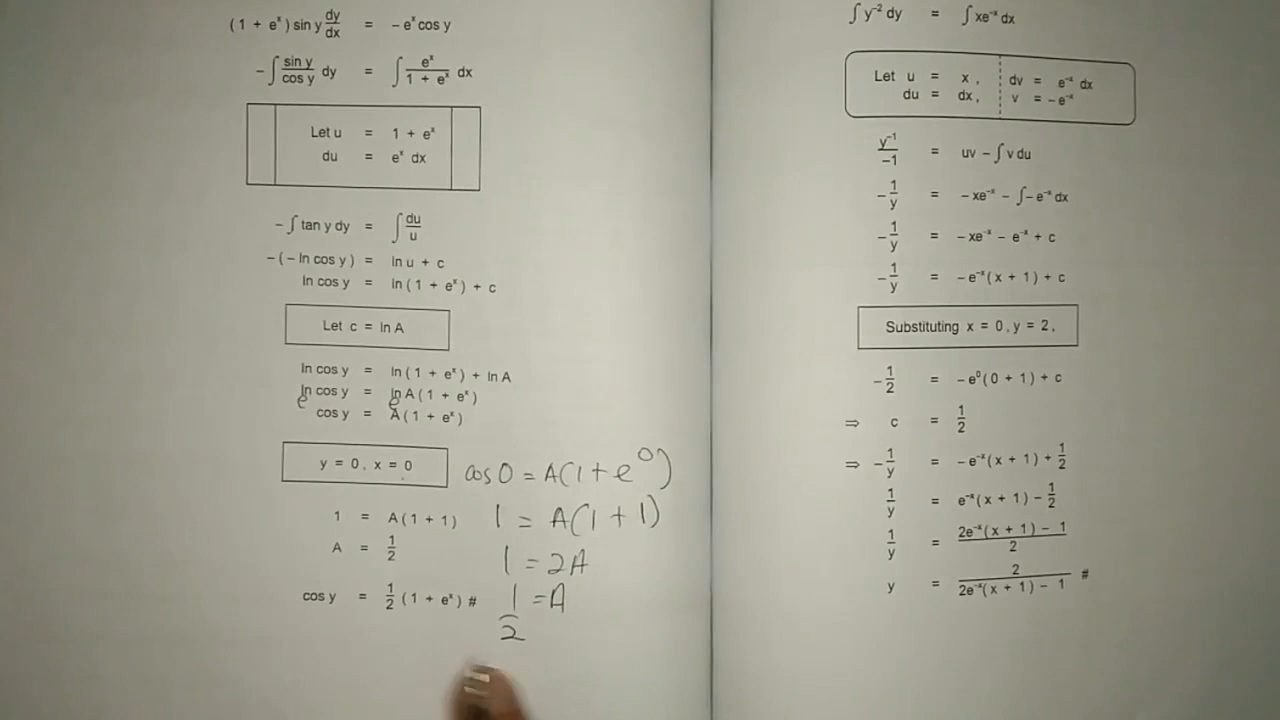 (1 + eˣ) sin y dy/dx = − eˣ cos y
− ∫ sin y/cos y dy = ∫ eˣ/1 + eˣ dx
Let u = 1 + eˣ
du = eˣ dx
− ∫ tan y dy = ∫ du/u
− (− ln cos y) = ln u + c
ln cos y = ln (1 + eˣ) + c
Let c = ln A
ln cos y = ln (1 + eˣ) + ln A
ln cos y = ln A (1 + eˣ)
e e
cos y = A (1 + eˣ)
y = 0, x = 0
cos 0 = A(1 + e⁰)
1 = A (1 + 1)
1 = A(1 + 1)
A = 1/2
1 = 2A
cos y = 1/2 (1 + eˣ) #
1/2 = A
∫ y⁻² dy = ∫ xe⁻ˣ dx
Let u = x, dv = e⁻ˣ dx
du = dx, v = − e⁻ˣ
y⁻¹/−1 = uv − ∫ v du
− 1/y = − xe⁻ˣ − ∫ − e⁻ˣ dx
− 1/y = − xe⁻ˣ − e⁻ˣ + c
− 1/y = − e⁻ˣ (x + 1) + c
Substituting x = 0, y = 2,
− 1/2 = − e⁰ (0 + 1) + c
⇒ c = 1/2
⇒ − 1/y = − e⁻ˣ (x + 1) + 1/2
1/y = e⁻ˣ (x + 1) − 1/2
1/y = 2e⁻ˣ (x + 1) − 1/2
y = 2/2e⁻ˣ (x + 1) − 1 #